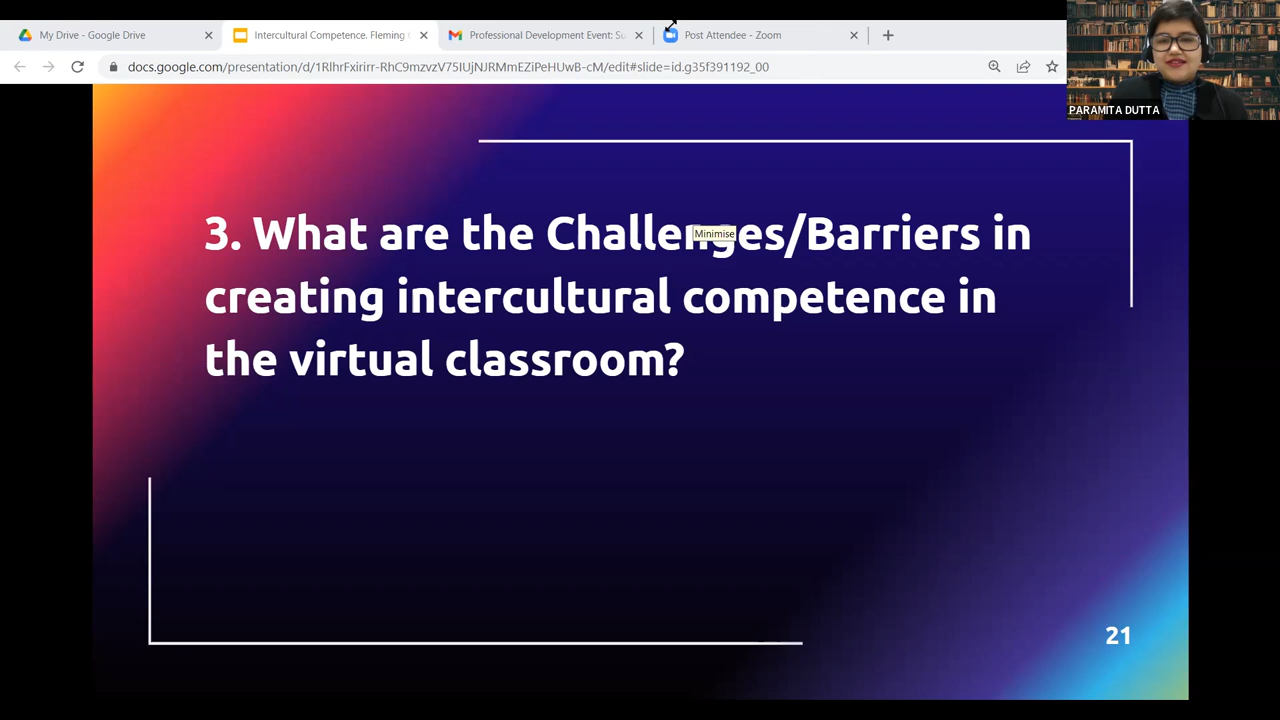 My Drive - Google Drive
Intercultural Competence. Fleming
Professional Development Event: Su
Post Attendee - Zoom
docs.google.com/presentation/d/1RlhrFxirirr-RhC9mzvzV75IUjNJRMmEZiPeHUwB-cM/edit#slide=id.g35f391192_00
PARAMITA DUTTA
3. What are the Challenges/Barriers in
Minimise
creating intercultural competence in
the virtual classroom?
21